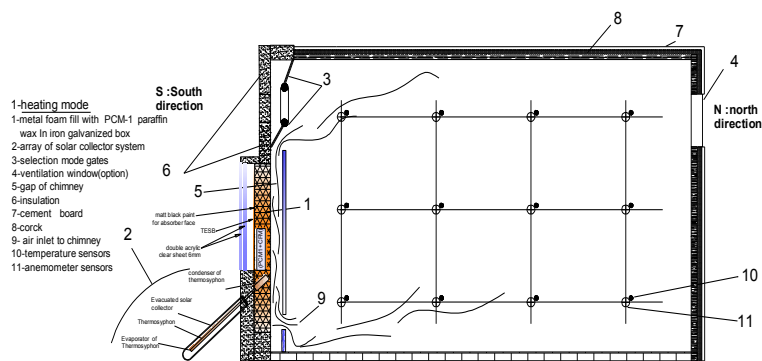 1-heating mode
1-metal foam fill with PCM-1 paraffin
wax In iron galvanized box
2-array of solar collector system
3-selection mode gates
4-ventilation window(option)
5-gap of chimney
6-insulation
7-cement board
8-corck
9- air inlet to chimney
10-temperature sensors
11-anemometer sensors
S :South
direction
N :north
direction
8
7
4
3
6
5
1
2
9
10
11
matt black paint
for absorber face
TESB
double acrylic
clear sheet 6mm
(PCM1+CFM)
condenser of
thermosyphon
Evacuated solar
collector
Thermosyphon
Evaporator of
Thermosyphon